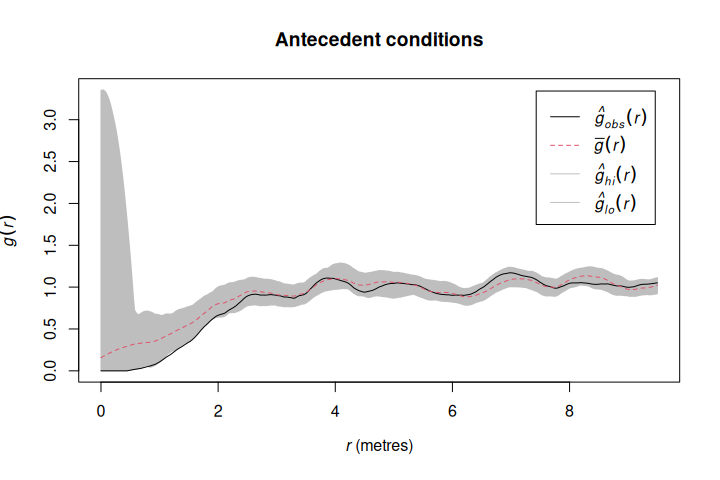 Antecedent conditions
g(r)
3.0
2.5
2.0
1.5
1.0
0.5
0.0
ĝobs(r)
g̅(r)
ĝhi(r)
ĝlo(r)
0 2 4 6 8
r (metres)